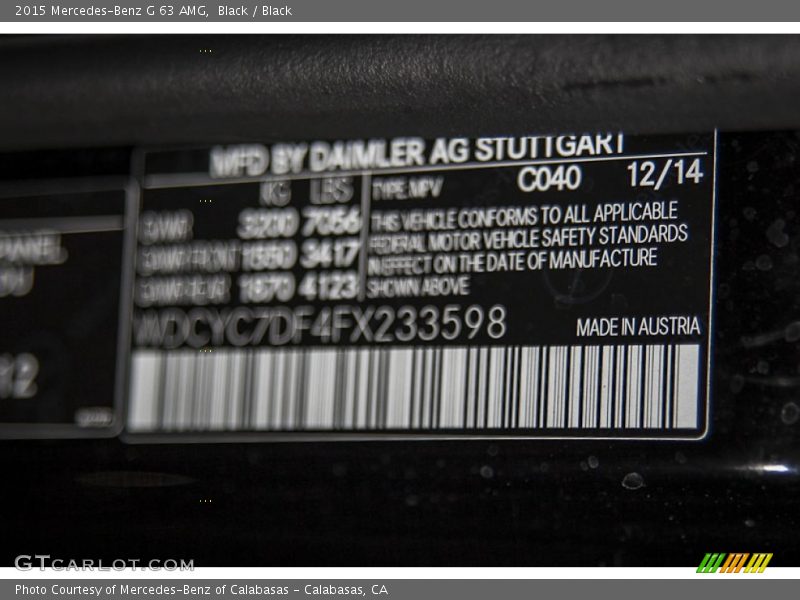 2015 Mercedes-Benz G 63 AMG, Black / Black
MFD BY DAIMLER AG STUTTGART
KG LBS TYPE: MPV C040 12/14
GVWR 3200 7056 THIS VEHICLE CONFORMS TO ALL APPLICABLE
GAWR FRONT 1550 3417 FEDERAL MOTOR VEHICLE SAFETY STANDARDS
GAWR REAR 1870 4123 IN EFFECT ON THE DATE OF MANUFACTURE
SHOWN ABOVE
WDCYC7DF4FX233598
MADE IN AUSTRIA
PANEL
12
GTCARLOT.COM
Photo Courtesy of Mercedes-Benz of Calabasas - Calabasas, CA